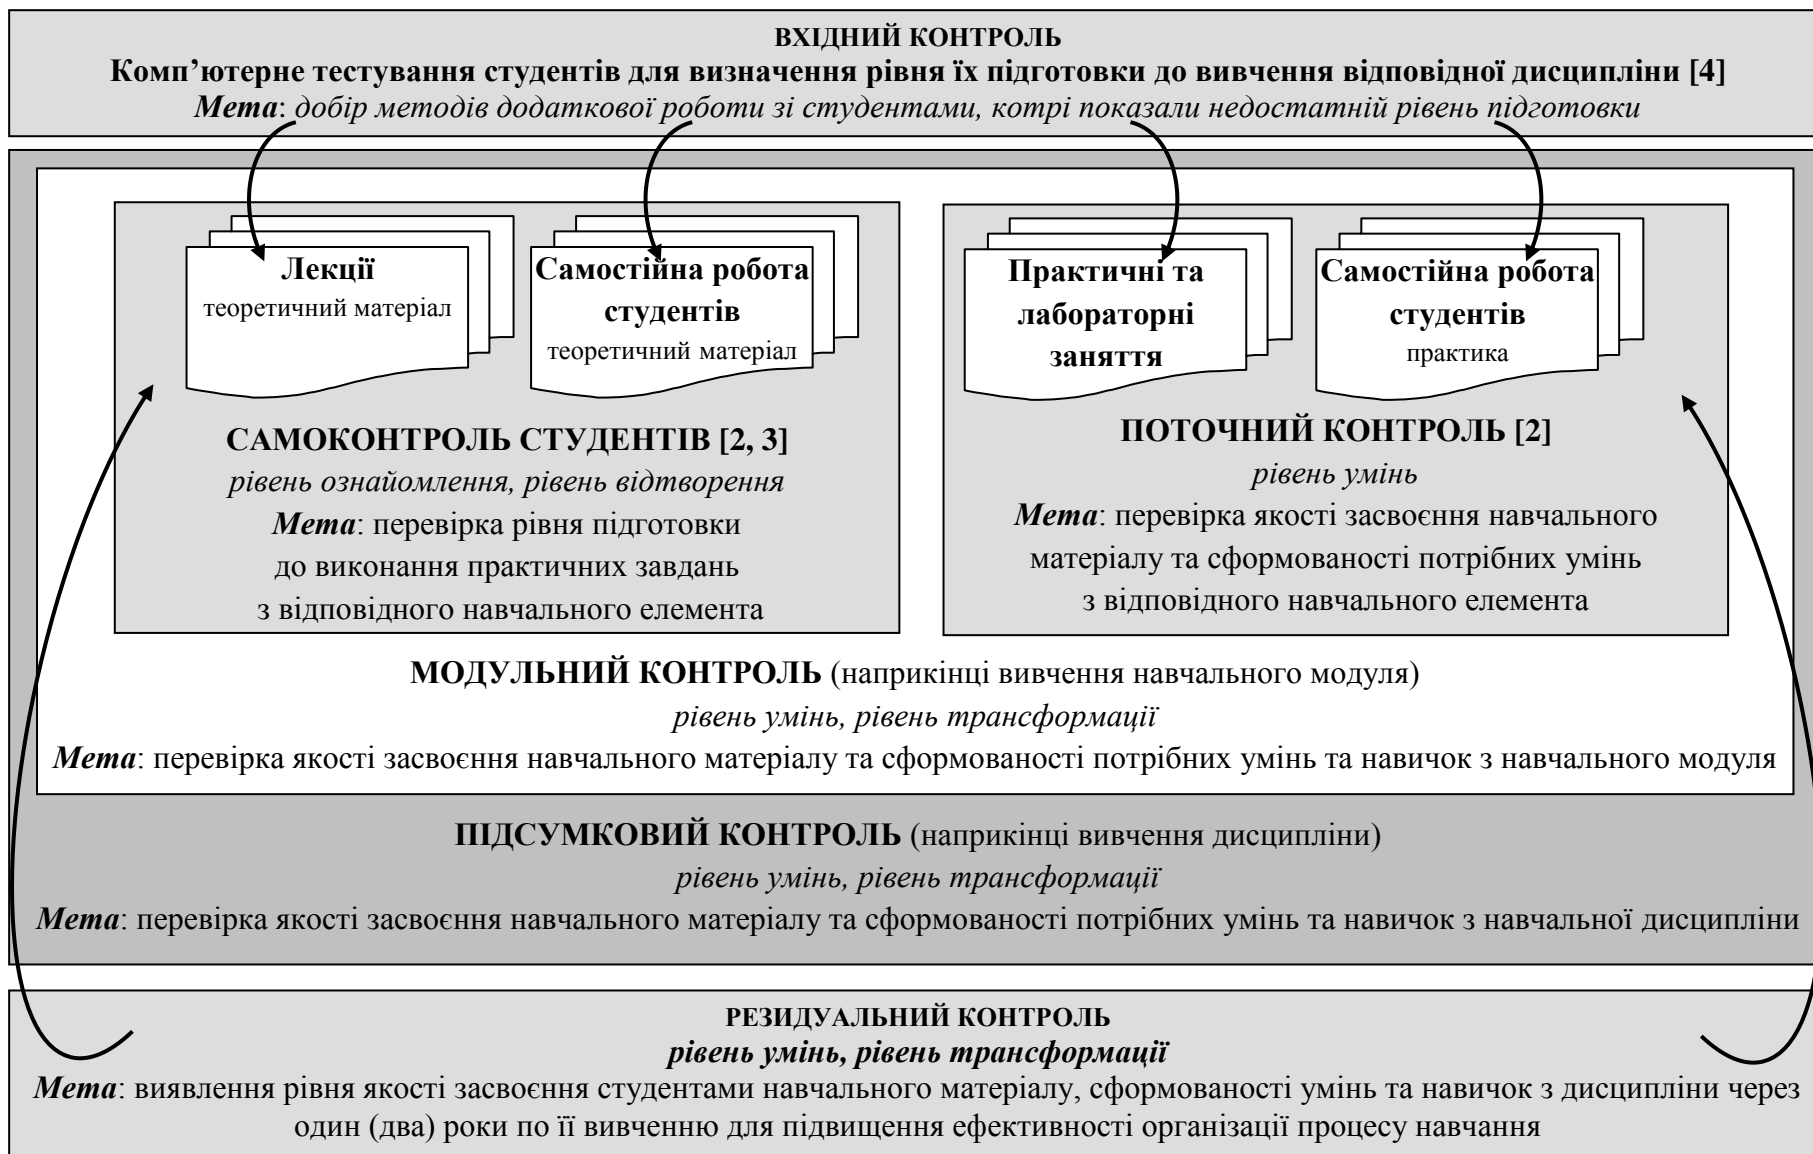 ВХІДНИЙ КОНТРОЛЬ
Комп’ютерне тестування студентів для визначення рівня їх підготовки до вивчення відповідної дисципліни [4]
Мета: добір методів додаткової роботи зі студентами, котрі показали недостатній рівень підготовки
Лекції
теоретичний матеріал
Самостійна робота
студентів
теоретичний матеріал
САМОКОНТРОЛЬ СТУДЕНТІВ [2, 3]
рівень ознайомлення, рівень відтворення
Мета: перевірка рівня підготовки
до виконання практичних завдань
з відповідного навчального елемента
Практичні та
лабораторні
заняття
Самостійна робота
студентів
практика
ПОТОЧНИЙ КОНТРОЛЬ [2]
рівень умінь
Мета: перевірка якості засвоєння навчального
матеріалу та сформованості потрібних умінь
з відповідного навчального елемента
МОДУЛЬНИЙ КОНТРОЛЬ (наприкінці вивчення навчального модуля)
рівень умінь, рівень трансформації
Мета: перевірка якості засвоєння навчального матеріалу та сформованості потрібних умінь та навичок з навчального модуля
ПІДСУМКОВИЙ КОНТРОЛЬ (наприкінці вивчення дисципліни)
рівень умінь, рівень трансформації
Мета: перевірка якості засвоєння навчального матеріалу та сформованості потрібних умінь та навичок з навчальної дисципліни
РЕЗИДУАЛЬНИЙ КОНТРОЛЬ
рівень умінь, рівень трансформації
Мета: виявлення рівня якості засвоєння студентами навчального матеріалу, сформованості умінь та навичок з дисципліни через
один (два) роки по її вивченню для підвищення ефективності організації процесу навчання